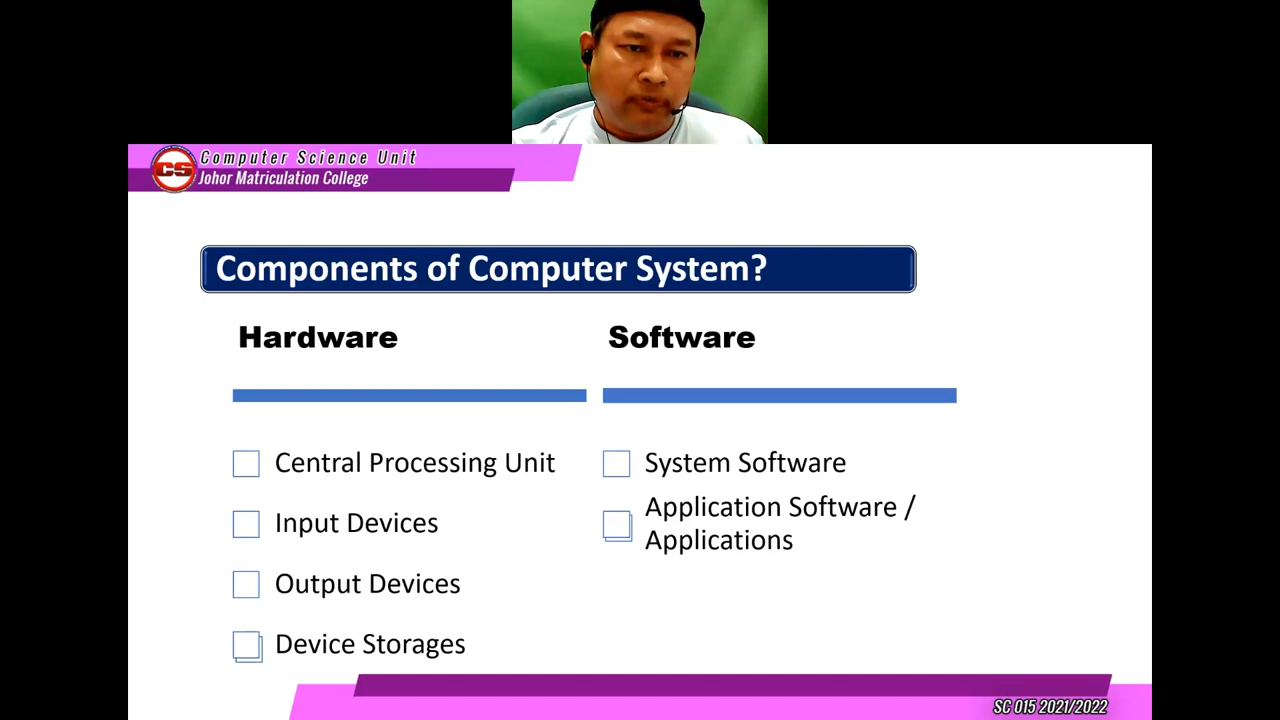 Computer Science Unit
CS
Johor Matriculation College
Components of Computer System?
Hardware
Software
Central Processing Unit
Input Devices
Output Devices
Device Storages
System Software
Application Software /
Applications
SC 015 2021/2022